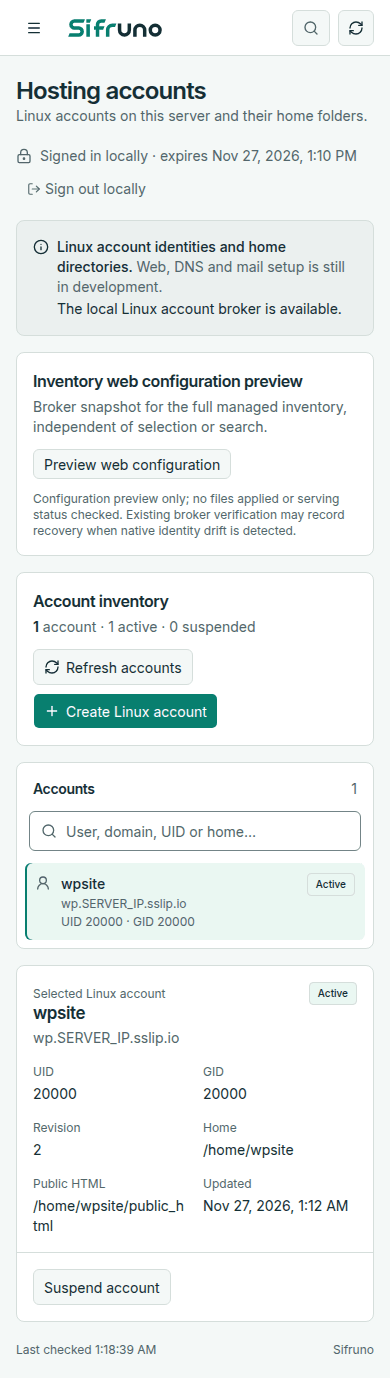 Sifruno
Hosting accounts
Linux accounts on this server and their home folders.
Signed in locally · expires Nov 27, 2026, 1:10 PM
Sign out locally
Linux account identities and home
directories. Web, DNS and mail setup is still
in development.
The local Linux account broker is available.
Inventory web configuration preview
Broker snapshot for the full managed inventory,
independent of selection or search.
Preview web configuration
Configuration preview only; no files applied or serving
status checked. Existing broker verification may record
recovery when native identity drift is detected.
Account inventory
1 account · 1 active · 0 suspended
Refresh accounts
Create Linux account
Accounts 1
User, domain, UID or home...
wpsite Active
wp.SERVER_IP.sslip.io
UID 20000 · GID 20000
Selected Linux account Active
wpsite
wp.SERVER_IP.sslip.io
UID GID
20000 20000
Revision Home
2 /home/wpsite
Public HTML Updated
/home/wpsite/public_h Nov 27, 2026, 1:12 AM
tml
Suspend account
Last checked 1:18:39 AM Sifruno